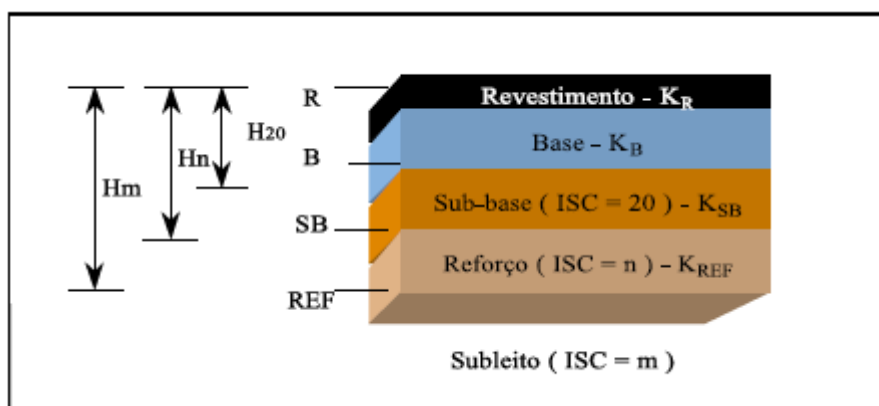 R
Revestimento - K_R
H20
Hn
B
Base - K_B
Hm
Sub-base ( ISC = 20 ) - K_SB
SB
Reforço ( ISC = n ) - K_REF
REF
Subleito ( ISC = m )